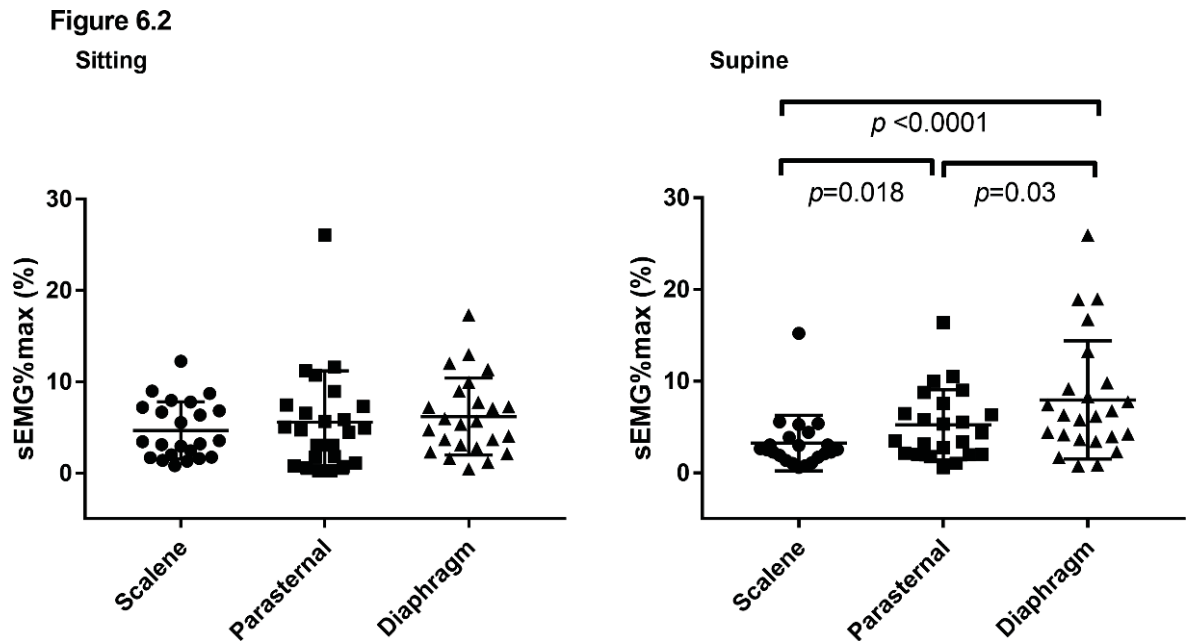 Figure 6.2
Sitting
sEMG%max (%)
30
20
10
0
Scalene
Parasternal
Diaphragm
Supine
p <0.0001
p=0.018
p=0.03
sEMG%max (%)
30
20
10
0
Scalene
Parasternal
Diaphragm